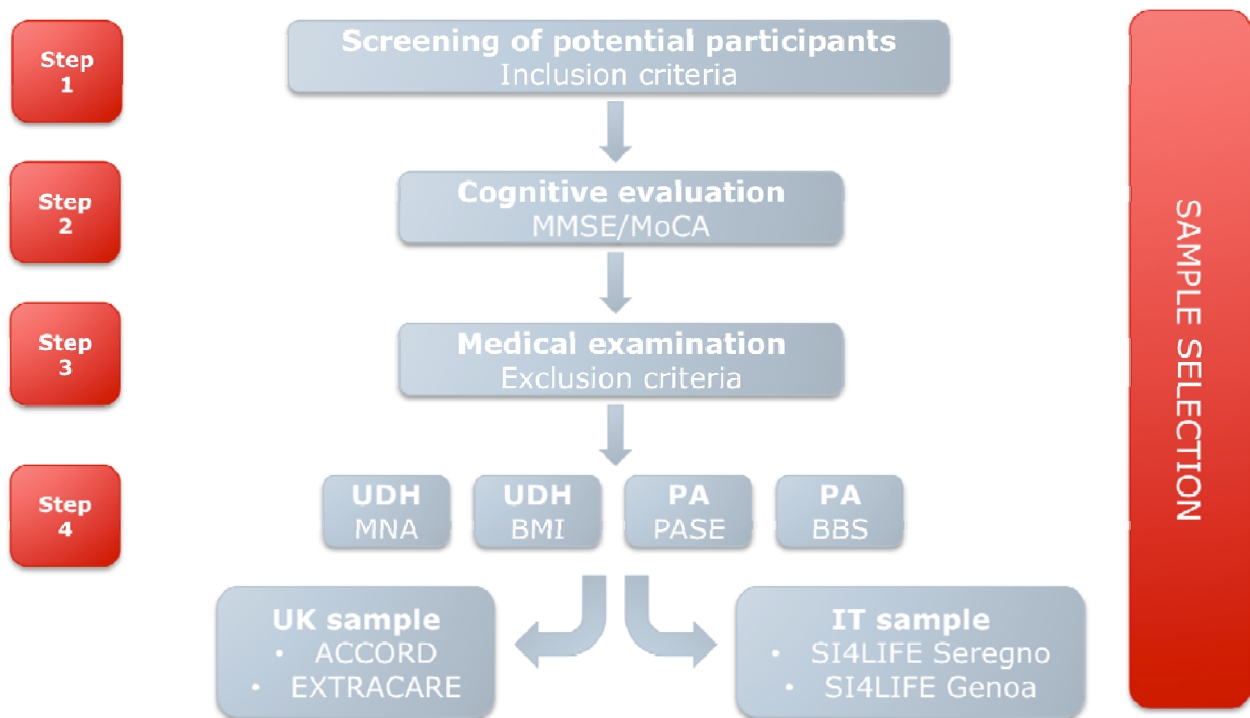 Step
1
Screening of potential participants
Inclusion criteria
Step
2
Cognitive evaluation
MMSE/MoCA
Step
3
Medical examination
Exclusion criteria
Step
4
UDH
MNA
UDH
BMI
PA
PASE
PA
BBS
UK sample
• ACCORD
• EXTRACARE
IT sample
• SI4LIFE Seregno
• SI4LIFE Genoa
SAMPLE SELECTION